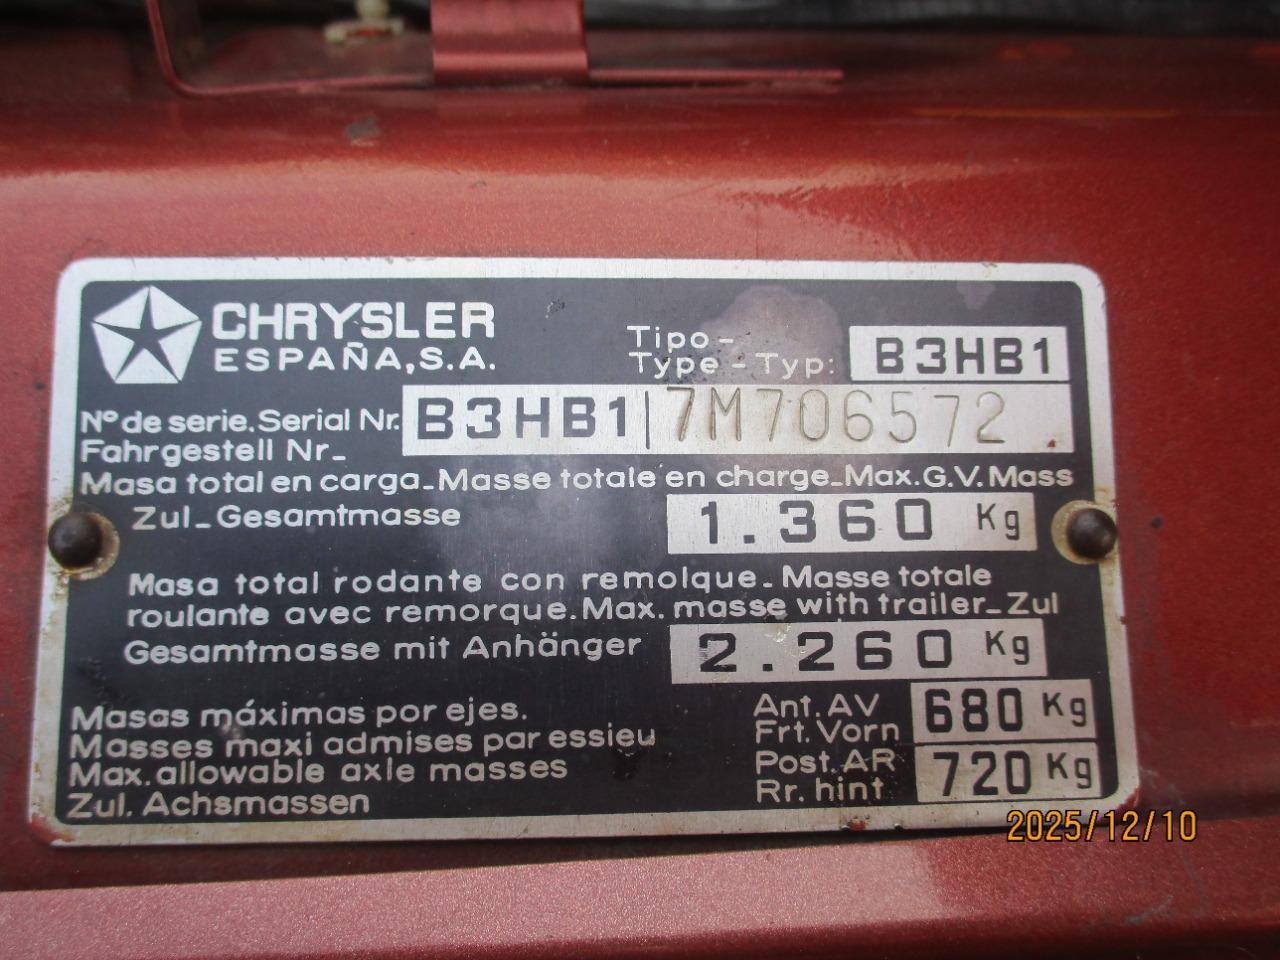 CHRYSLER
ESPAÑA, S.A.
Tipo -
Type - Typ: B3HB1
Nº de serie. Serial Nr. B3HB1 7M706572
Fahrgestell Nr_
Masa total en carga_Masse totale en charge_Max.G.V.Mass
Zul_Gesamtmasse 1.360 Kg
Masa total rodante con remolque_Masse totale
roulante avec remorque.Max. masse with trailer_Zul
Gesamtmasse mit Anhänger 2.260 Kg
Masas máximas por ejes.
Masses maxi admises par essieu
Max. allowable axle masses
Zul. Achsmassen
Ant. AV
Frt. Vorn 680 Kg
Post. AR
Rr. hint 720 Kg
2025/12/10